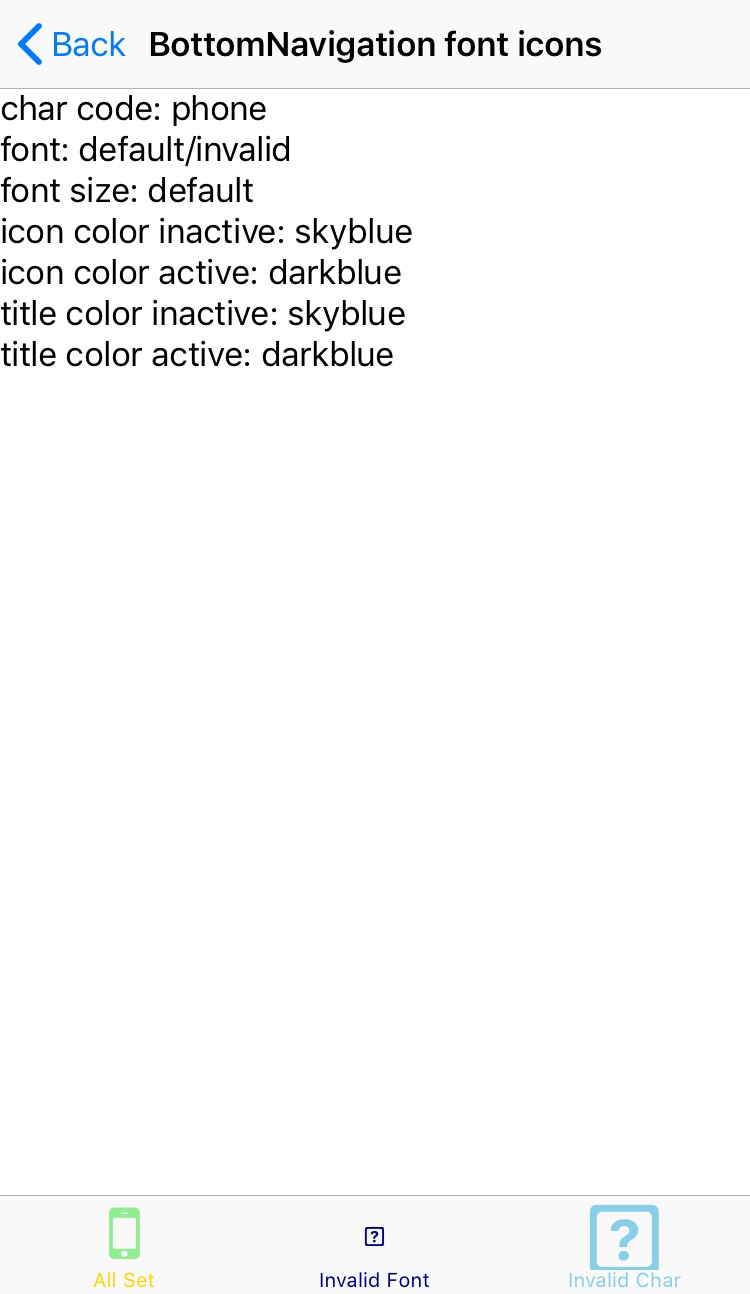 Back BottomNavigation font icons
char code: phone
font: default/invalid
font size: default
icon color inactive: skyblue
icon color active: darkblue
title color inactive: skyblue
title color active: darkblue
? ?
All Set Invalid Font Invalid Char